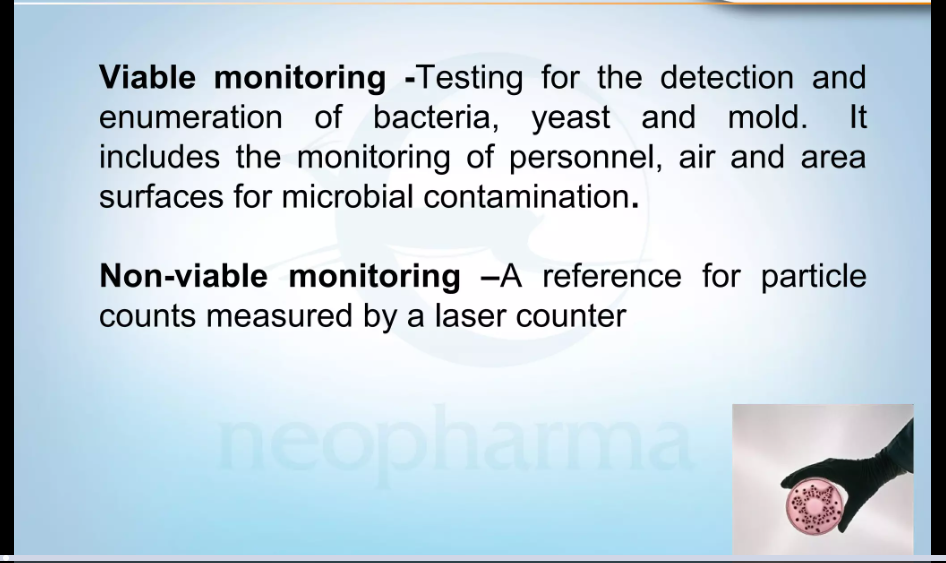 Viable monitoring -Testing for the detection and
enumeration of bacteria, yeast and mold. It
includes the monitoring of personnel, air and area
surfaces for microbial contamination.
Non-viable monitoring –A reference for particle
counts measured by a laser counter
neopharma